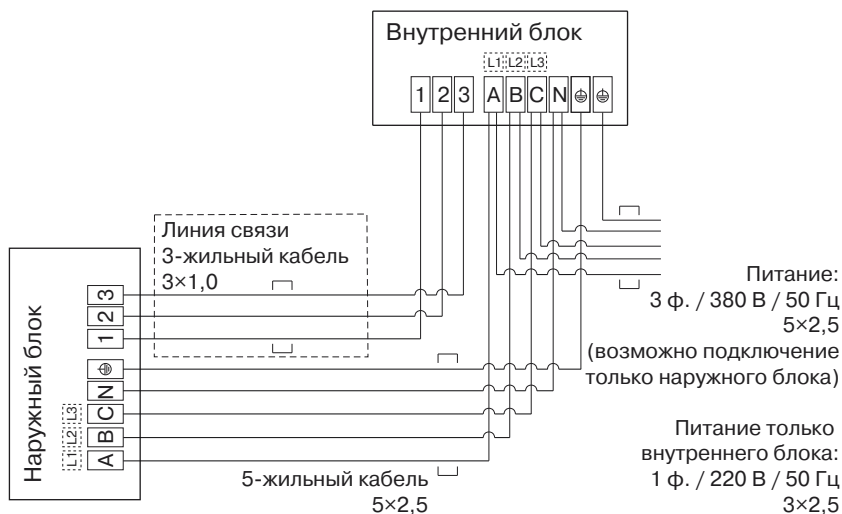 Внутренний блок
L1 L2 L3
1 2 3 A B C N
Линия связи
3-жильный кабель
3×1,0
Наружный блок
3
2
1
N
L3 C
L2 B
L1 A
5-жильный кабель
5×2,5
Питание:
3 ф. / 380 В / 50 Гц
5×2,5
(возможно подключение
только наружного блока)
Питание только
внутреннего блока:
1 ф. / 220 В / 50 Гц
3×2,5